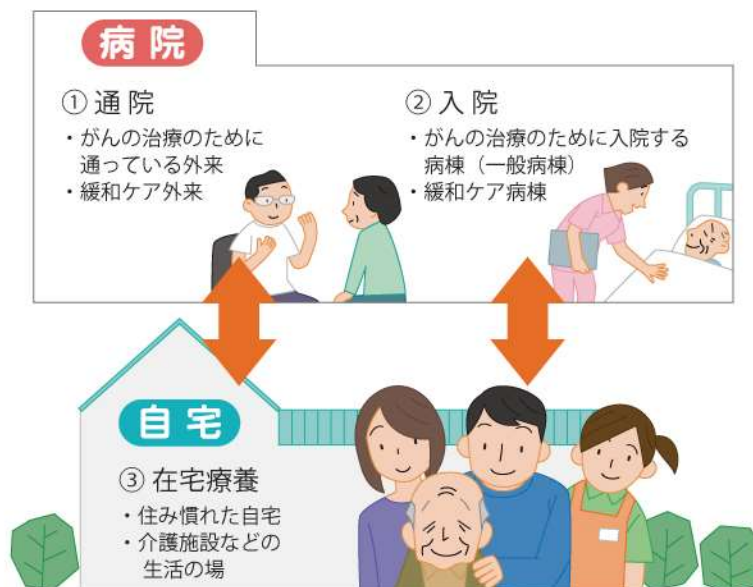 病院
① 通院
・がんの治療のために
通っている外来
・緩和ケア外来
② 入院
・がんの治療のために入院する
病棟（一般病棟）
・緩和ケア病棟
自宅
③ 在宅療養
・住み慣れた自宅
・介護施設などの
生活の場